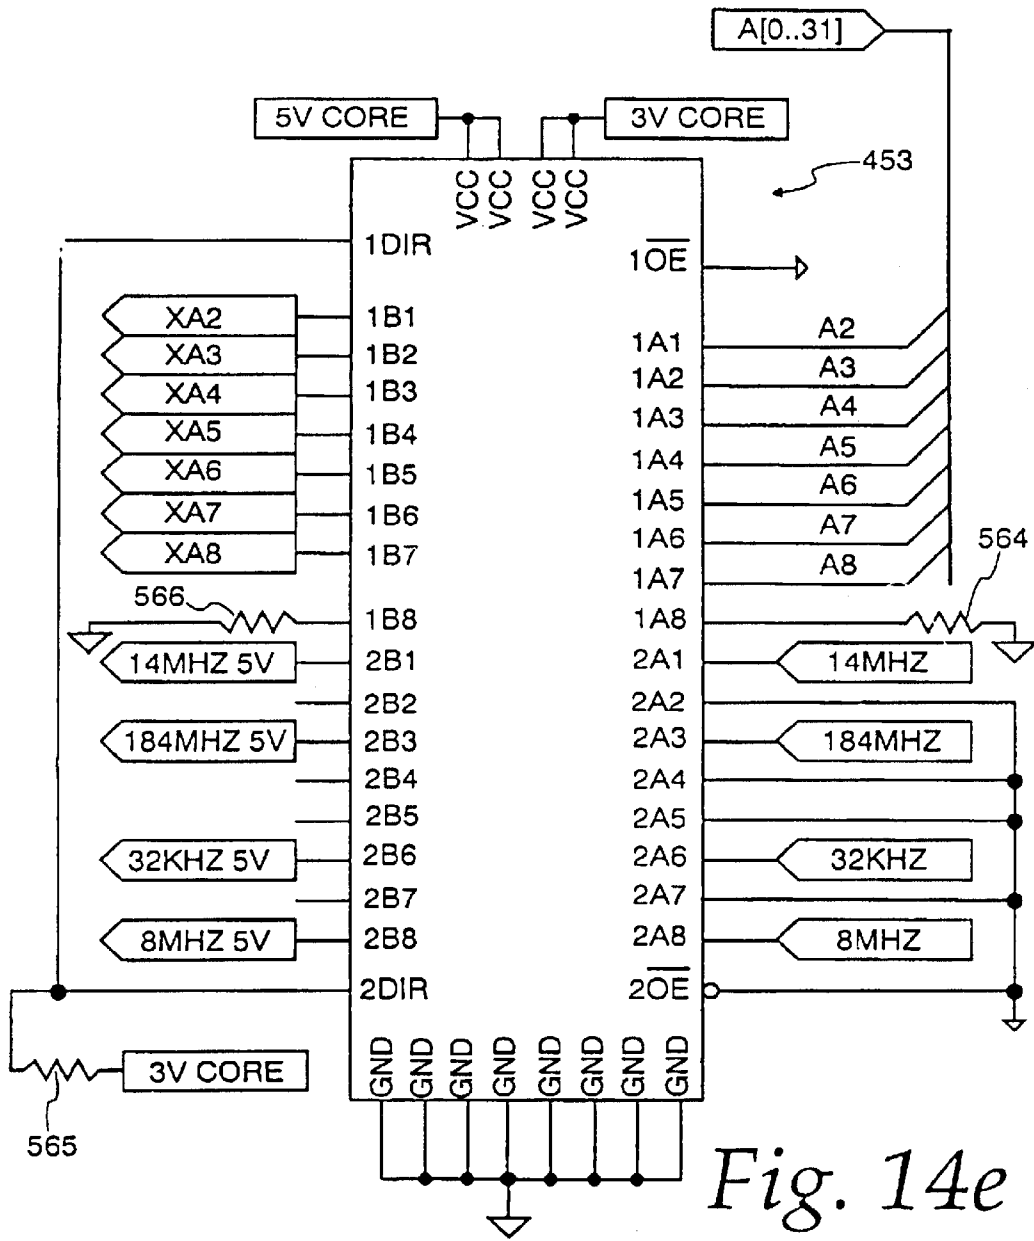 A[0..31]
5V CORE
3V CORE
453
VCC
VCC
VCC
VCC
1DIR
1OE
XA2
1B1
1A1
A2
XA3
1B2
1A2
A3
XA4
1B3
1A3
A4
XA5
1B4
1A4
A5
XA6
1B5
1A5
A6
XA7
1B6
1A6
A7
XA8
1B7
1A7
A8
564
566
1B8
1A8
14MHZ 5V
2B1
2A1
14MHZ
2B2
2A2
184MHZ 5V
2B3
2A3
184MHZ
2B4
2A4
2B5
2A5
32KHZ 5V
2B6
2A6
32KHZ
2B7
2A7
8MHZ 5V
2B8
2A8
8MHZ
2DIR
2OE
3V CORE
565
GND
GND
GND
GND
GND
GND
GND
GND
Fig. 14e